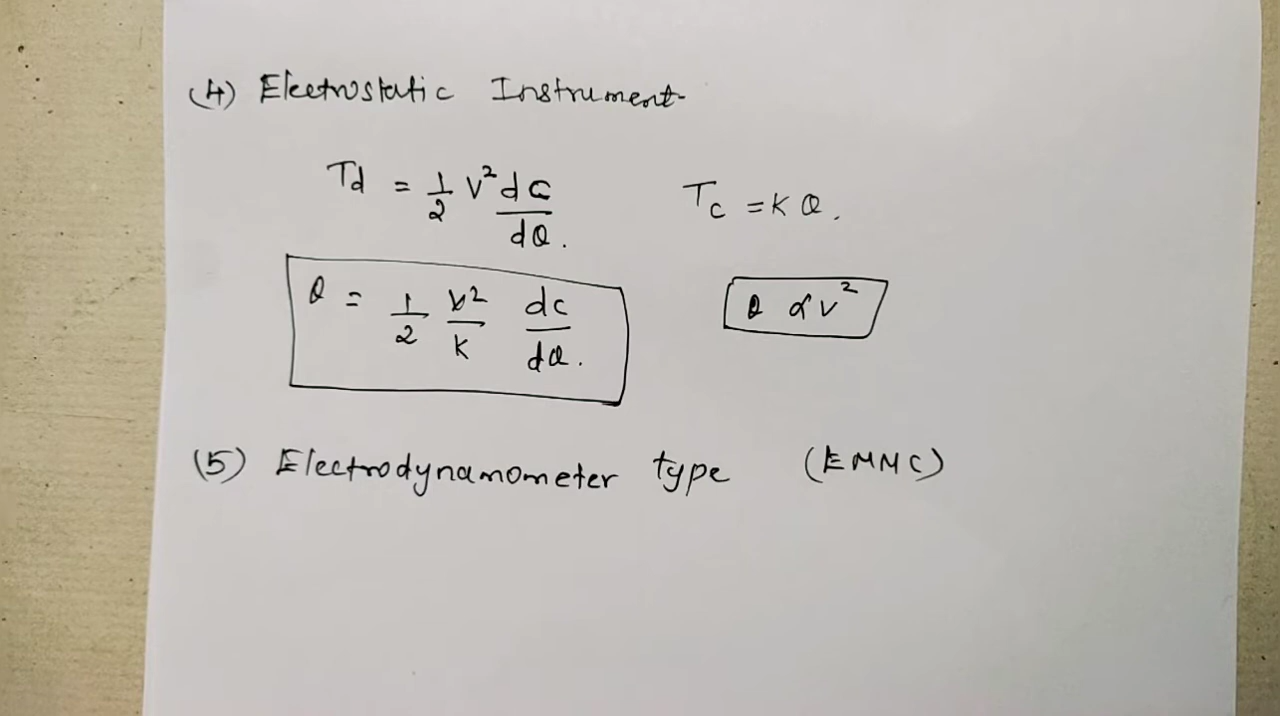 (4) Electrostatic Instrument
Td = 1/2 V² dc/dθ. Tc = Kθ.
θ = 1/2 V²/K dc/dθ. θ ∝ V²
(5) Electrodynamometer type (EMMC)